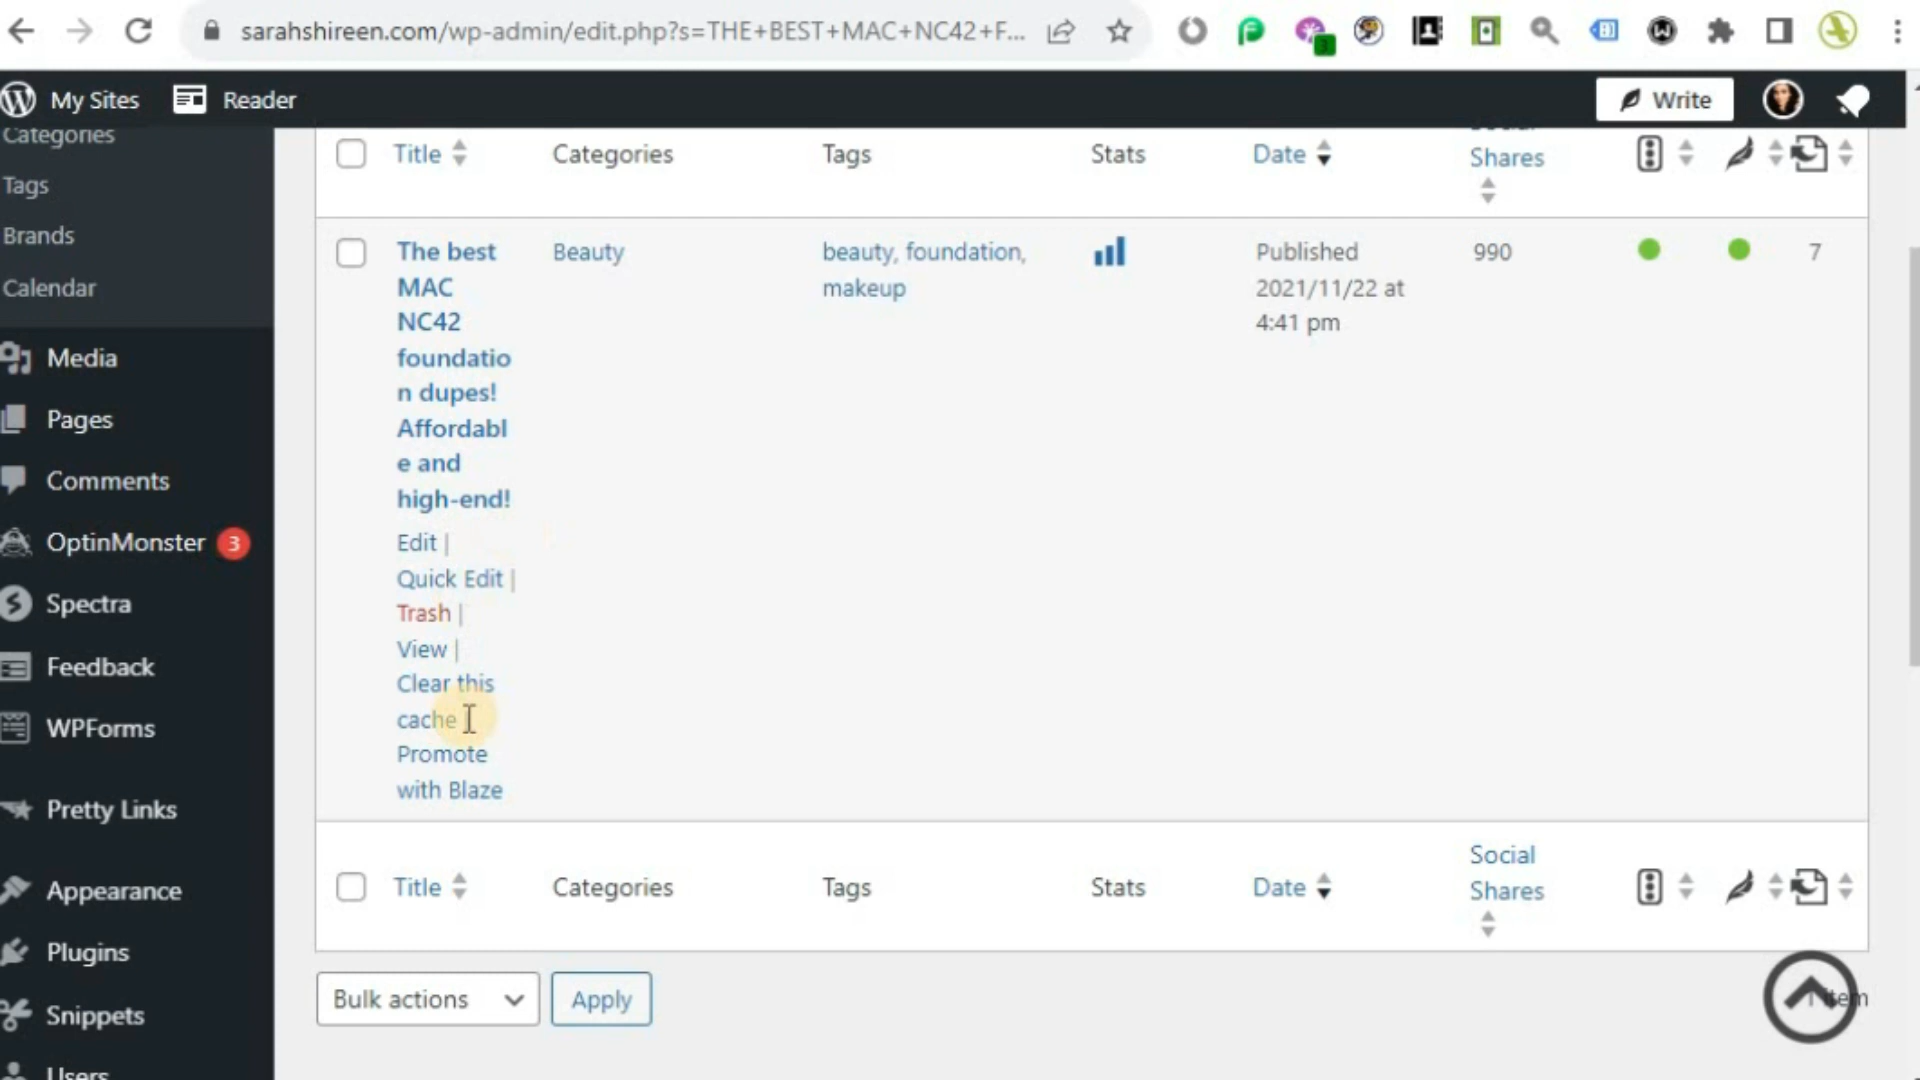 sarahshireen.com/wp-admin/edit.php?s=THE+BEST+MAC+NC42+F...
3
My Sites
Reader
Write
Categories
Tags
Brands
Calendar
Media
Pages
Comments
OptinMonster 3
Spectra
Feedback
WPForms
Pretty Links
Appearance
Plugins
Snippets
Users
Title
Categories
Tags
Stats
Date
Social
Shares
The best
MAC
NC42
foundatio
n dupes!
Affordabl
e and
high-end!
Edit |
Quick Edit |
Trash |
View |
Clear this
cache
Promote
with Blaze
Beauty
beauty, foundation,
makeup
Published
2021/11/22 at
4:41 pm
990
7
Title
Categories
Tags
Stats
Date
Social
Shares
Bulk actions
Apply
1 item